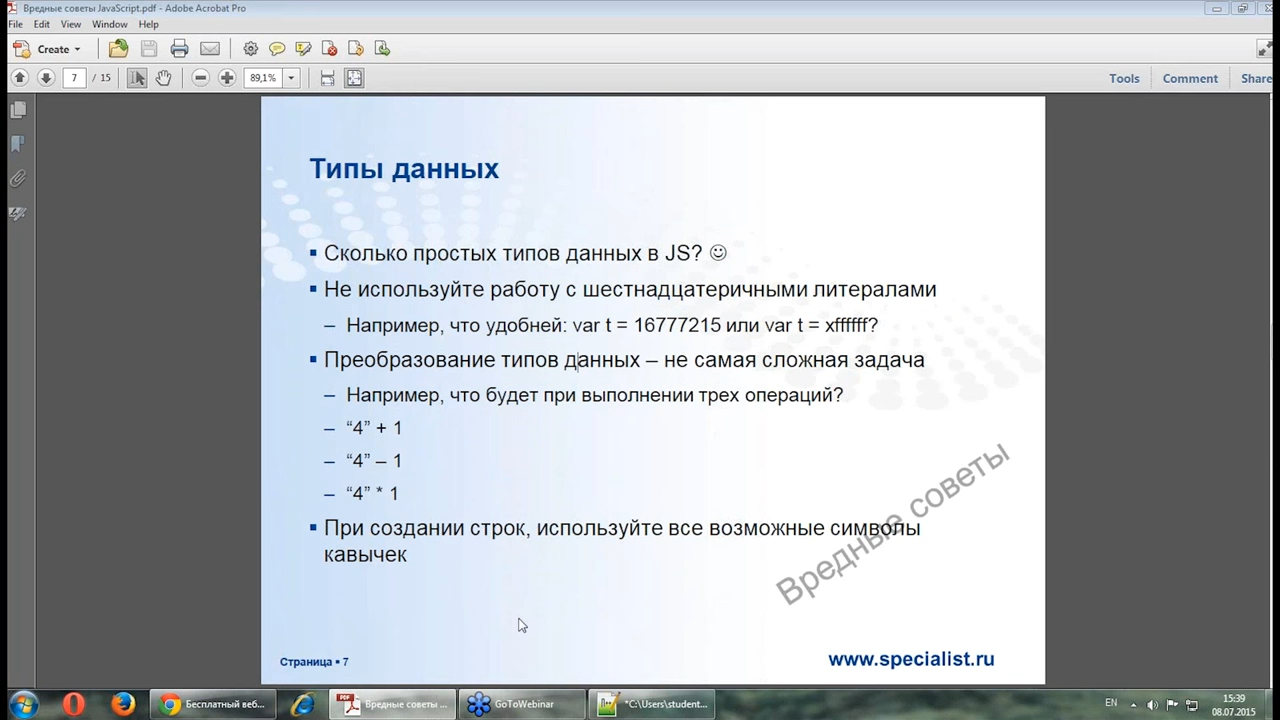 Вредные советы JavaScript.pdf - Adobe Acrobat Pro
File Edit View Window Help
Create
7 / 15 89,1% Tools Comment Share
Типы данных
Сколько простых типов данных в JS? ☺
Не используйте работу с шестнадцатеричными литералами
– Например, что удобней: var t = 16777215 или var t = xffffff?
Преобразование типов данных – не самая сложная задача
– Например, что будет при выполнении трех операций?
– “4” + 1
– “4” – 1
– “4” * 1
При создании строк, используйте все возможные символы
кавычек
Вредные советы
Страница ▪ 7
www.specialist.ru
Бесплатный веб... Вредные советы ... GoToWebinar *C:\Users\student... EN 15:39
08.07.2015